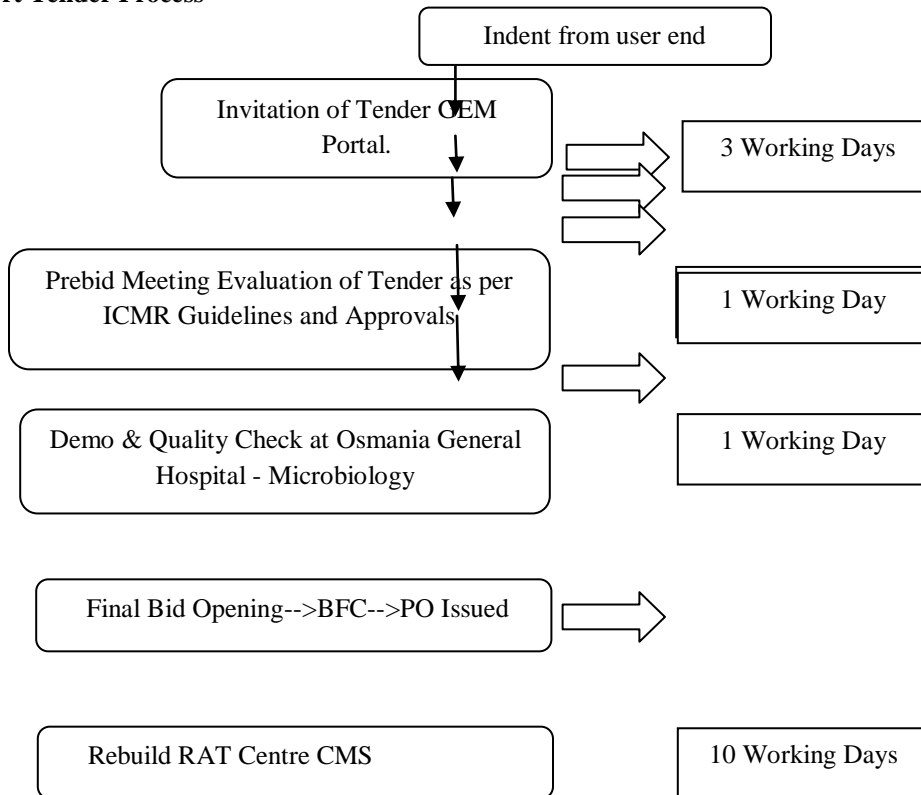 Tender Process
Indent from user end
Invitation of Tender GEM
Portal.
3 Working Days
Prebid Meeting Evaluation of Tender as per
ICMR Guidelines and Approvals
1 Working Day
Demo & Quality Check at Osmania General
Hospital - Microbiology
1 Working Day
Final Bid Opening-->BFC-->PO Issued
Rebuild RAT Centre CMS
10 Working Days